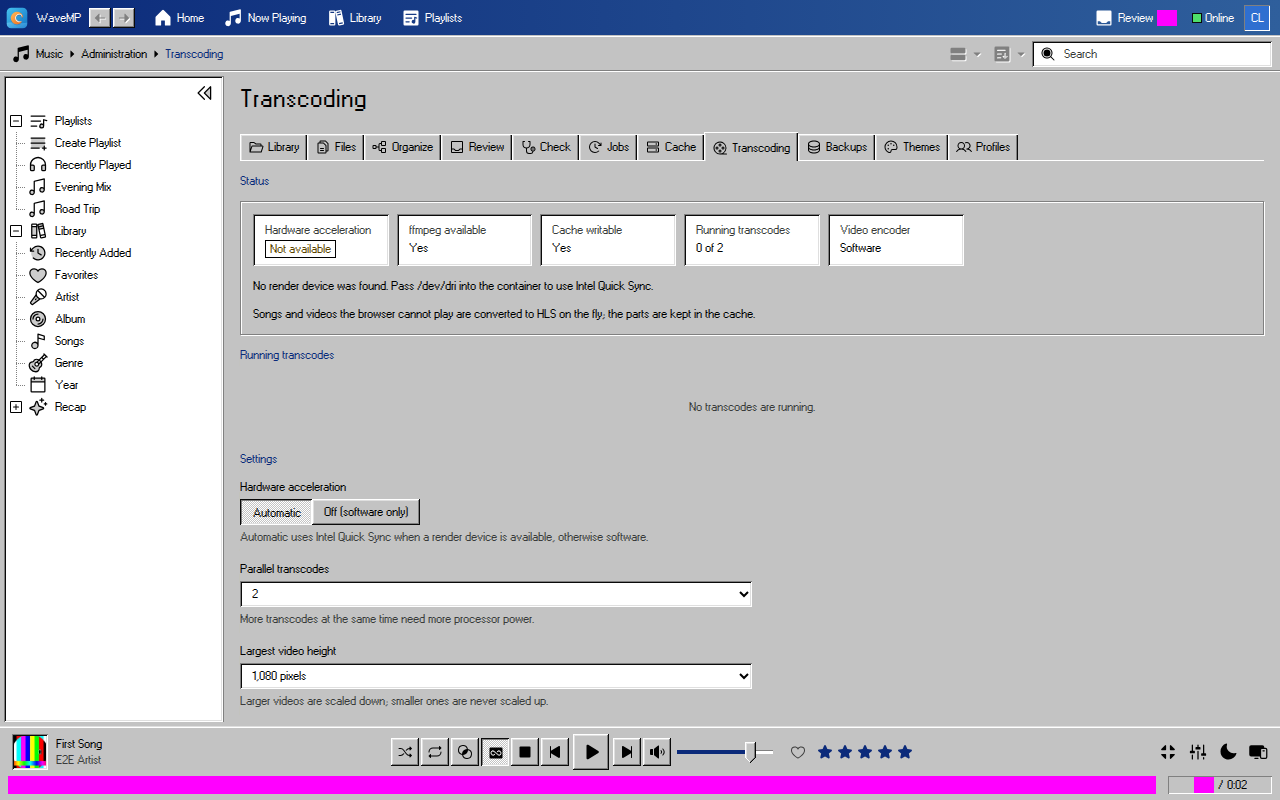 WaveMP Home Now Playing Library Playlists Review Online CL
Music Administration Transcoding Search
Transcoding
Playlists
Create Playlist
Recently Played
Evening Mix
Road Trip
Library
Recently Added
Favorites
Artist
Album
Songs
Genre
Year
Recap
Library Files Organize Review Check Jobs Cache Transcoding Backups Themes Profiles
Status
Hardware acceleration
Not available
ffmpeg available
Yes
Cache writable
Yes
Running transcodes
0 of 2
Video encoder
Software
No render device was found. Pass /dev/dri into the container to use Intel Quick Sync.
Songs and videos the browser cannot play are converted to HLS on the fly; the parts are kept in the cache.
Running transcodes
No transcodes are running.
Settings
Hardware acceleration
Automatic Off (software only)
Automatic uses Intel Quick Sync when a render device is available, otherwise software.
Parallel transcodes
2
More transcodes at the same time need more processor power.
Largest video height
1,080 pixels
Larger videos are scaled down; smaller ones are never scaled up.
First Song
E2E Artist
/ 0:02